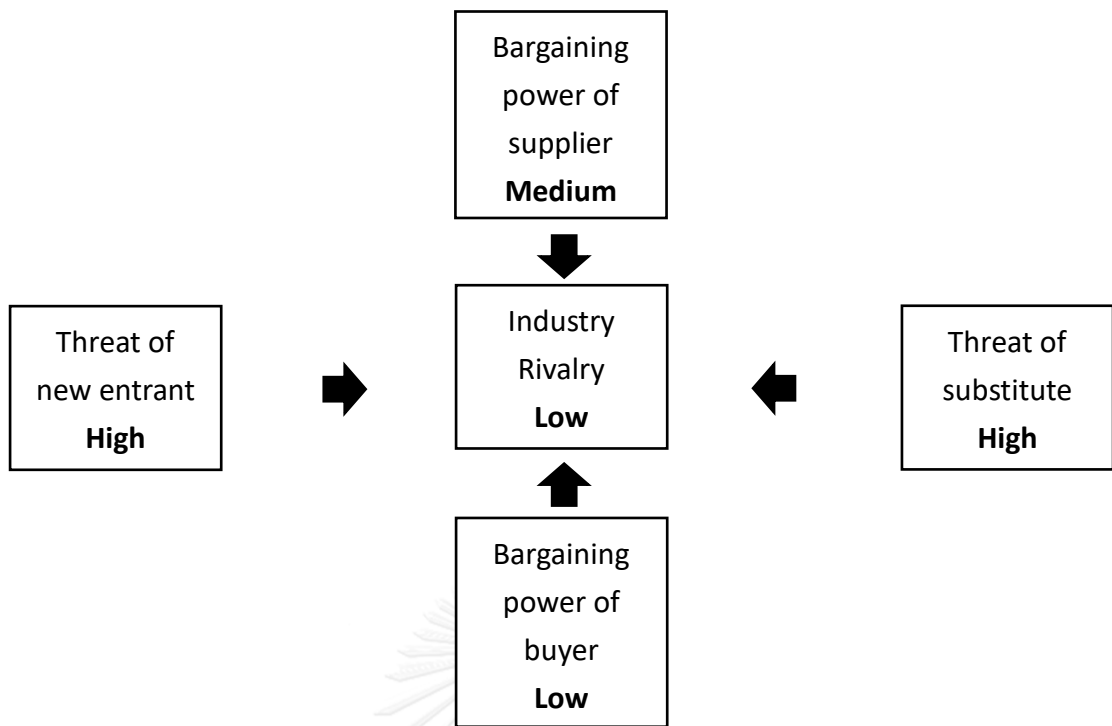 Bargaining
power of
supplier
Medium
Threat of
new entrant
High
Industry
Rivalry
Low
Threat of
substitute
High
Bargaining
power of
buyer
Low